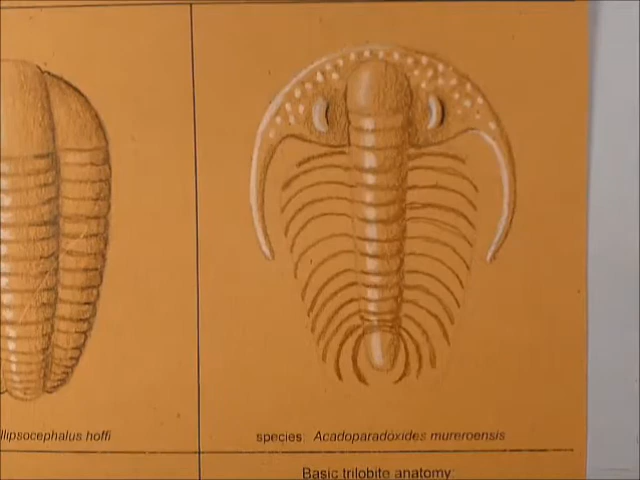 llipsocephalus hoffi
species: Acadoparadoxides mureroensis
Basic trilobite anatomy: